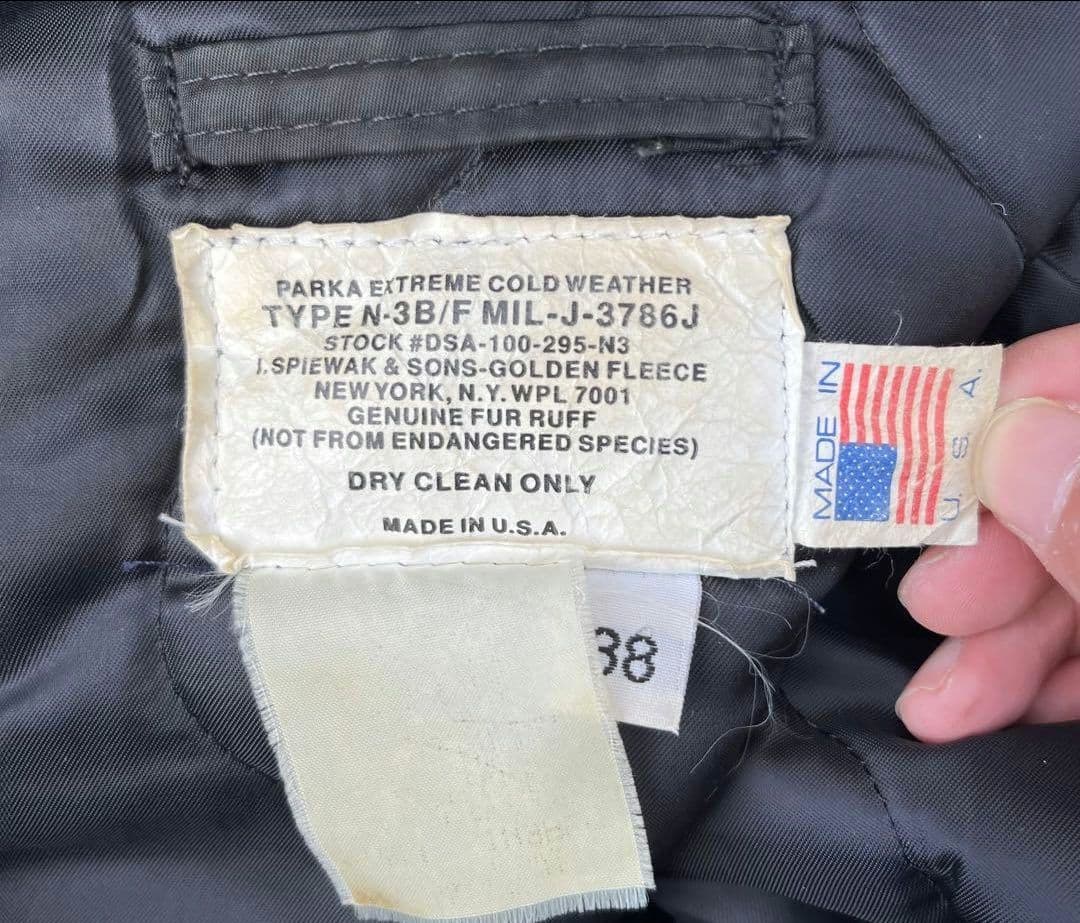 PARKA EXTREME COLD WEATHER
TYPE N-3B/F MIL-J-3786J
STOCK #DSA-100-295-N3
I.SPIEWAK & SONS-GOLDEN FLEECE
NEW YORK, N.Y. WPL 7001
GENUINE FUR RUFF
(NOT FROM ENDANGERED SPECIES)
DRY CLEAN ONLY
MADE IN U.S.A.
MADE IN
U. S. A.
38